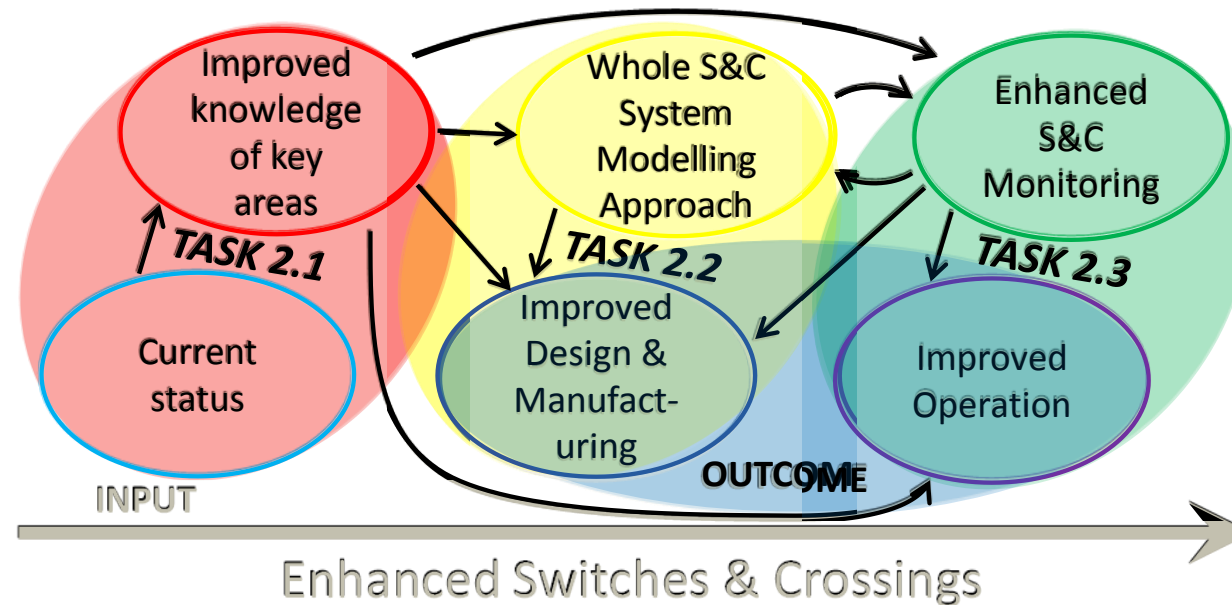 Improved
knowledge
of key
areas
TASK 2.1
Current
status
INPUT
Whole S&C
System
Modelling
Approach
TASK 2.2
Improved
Design &
Manufact-
uring
Enhanced
S&C
Monitoring
TASK 2.3
Improved
Operation
OUTCOME
Enhanced Switches & Crossings